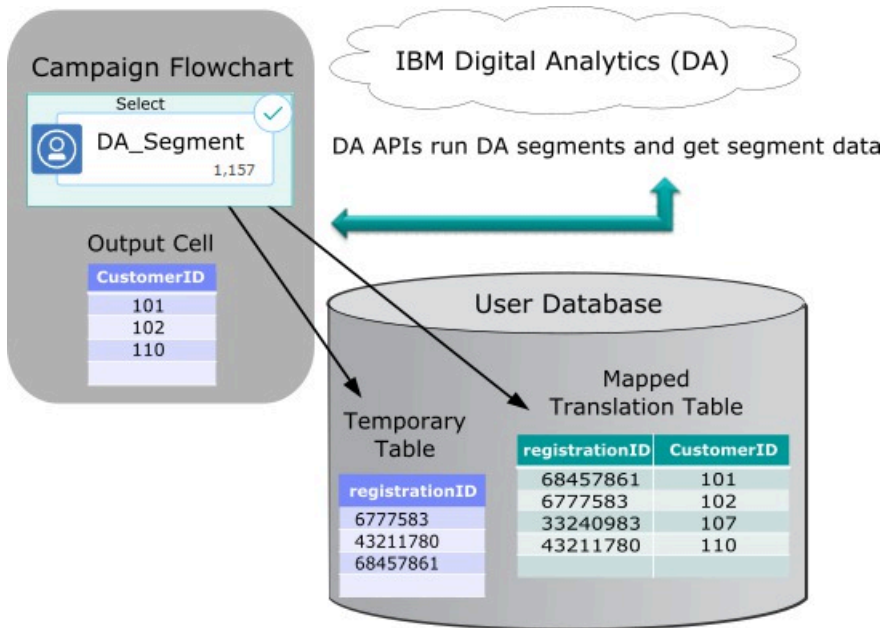 Campaign Flowchart
Select
DA_Segment
1,157
Output Cell
CustomerID
101
102
110
IBM Digital Analytics (DA)
DA APIs run DA segments and get segment data
User Database
Temporary
Table
registrationID
6777583
43211780
68457861
Mapped
Translation Table
registrationID CustomerID
68457861 101
6777583 102
33240983 107
43211780 110